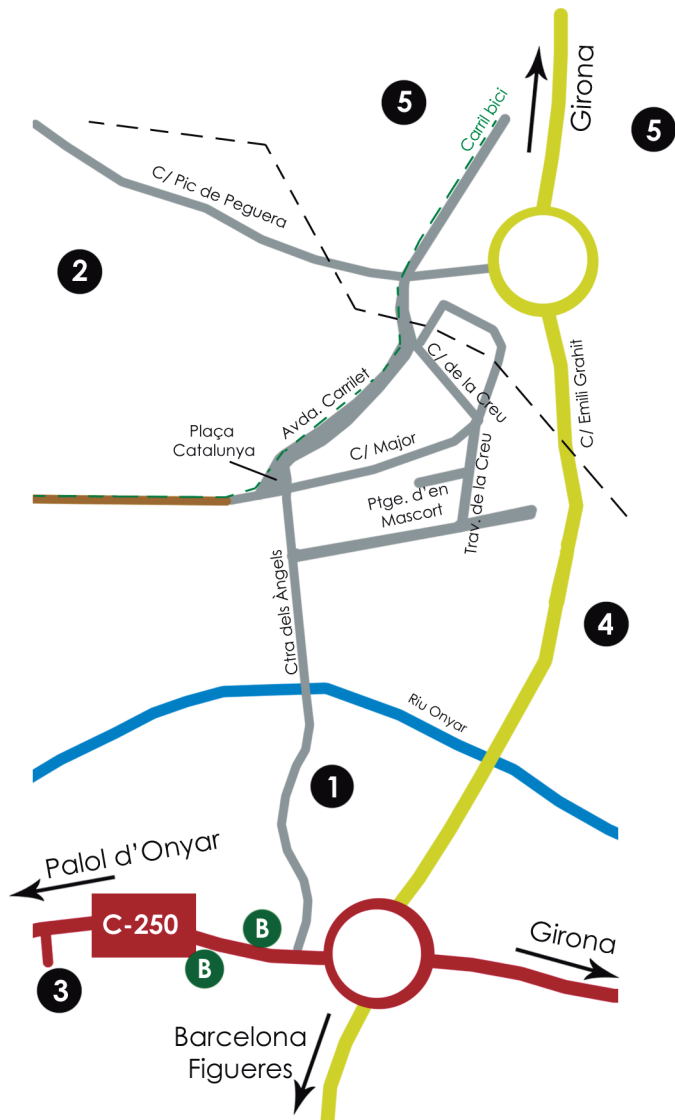 5
Carril bici
Girona
5
C/ Pic de Peguera
2
Avda. Carrilet
C/ de la Creu
C/ Emili Grahit
Plaça
Catalunya
C/ Major
Ptge. d'en
Mascort
Trav. de la Creu
Ctra dels Àngels
4
Riu Onyar
1
Palol d'Onyar
C-250
B
B
Girona
3
Barcelona
Figueres